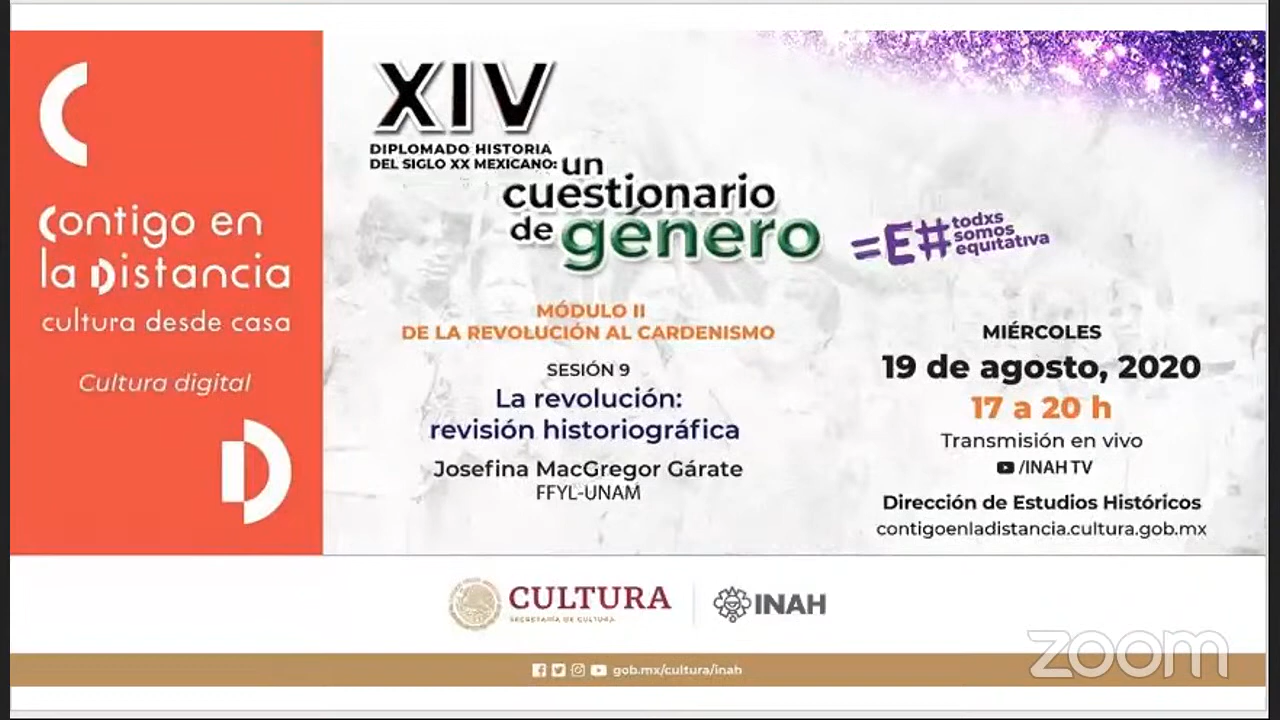 Contigo en
la Distancia
cultura desde casa
Cultura digital
XIV
DIPLOMADO HISTORIA
DEL SIGLO XX MEXICANO:
un
cuestionario
de género
=E# todxs
somos
equitativa
MÓDULO II
DE LA REVOLUCIÓN AL CARDENISMO
SESIÓN 9
La revolución:
revisión historiográfica
Josefina MacGregor Gárate
FFYL-UNAM
MIÉRCOLES
19 de agosto, 2020
17 a 20 h
Transmisión en vivo
/INAH TV
Dirección de Estudios Históricos
contigoenladistancia.cultura.gob.mx
CULTURA
SECRETARÍA DE CULTURA
INAH
gob.mx/cultura/inah
zoom